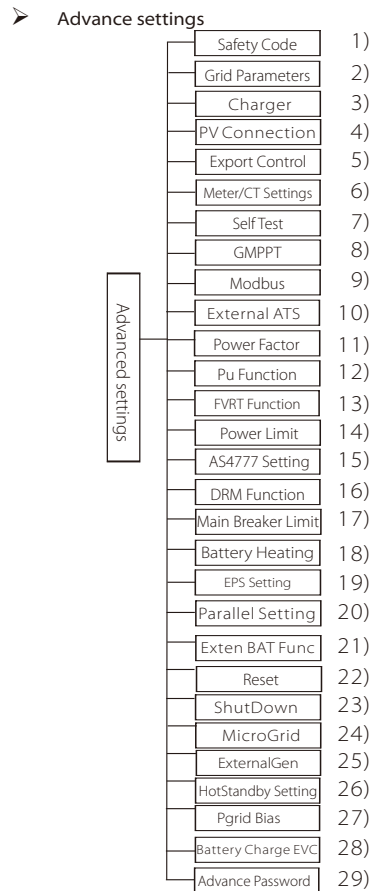 ➢ Advance settings
Safety Code 1)
Grid Parameters 2)
Charger 3)
PV Connection 4)
Export Control 5)
Meter/CT Settings 6)
Self Test 7)
GMPPT 8)
Modbus 9)
External ATS 10)
Advanced settings
Power Factor 11)
Pu Function 12)
FVRT Function 13)
Power Limit 14)
AS4777 Setting 15)
DRM Function 16)
Main Breaker Limit 17)
Battery Heating 18)
EPS Setting 19)
Parallel Setting 20)
Exten BAT Func 21)
Reset 22)
ShutDown 23)
MicroGrid 24)
ExternalGen 25)
HotStandby Setting 26)
Pgrid Bias 27)
Battery Charge EVC 28)
Advance Password 29)